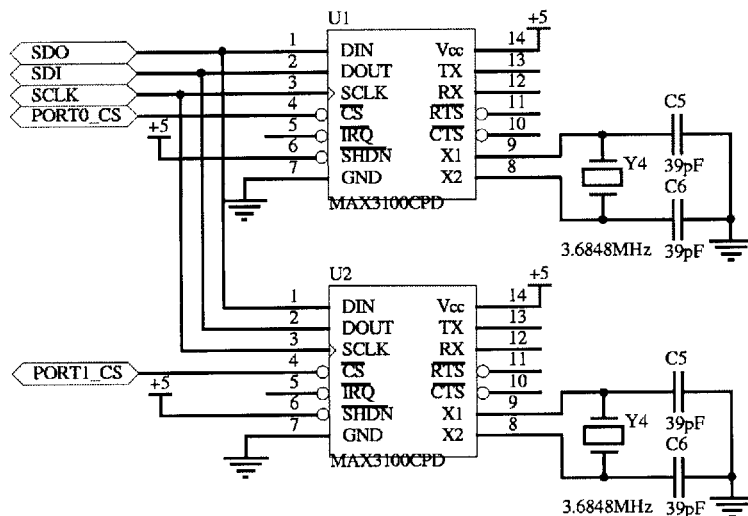 U1
SDO
SDI
SCLK
PORT0_CS
+5
1
2
3
4
5
6
7
DIN
DOUT
SCLK
CS
IRQ
SHDN
GND
Vcc
TX
RX
RTS
CTS
X1
X2
14
13
12
11
10
9
8
+5
MAX3100CPD
Y4
3.6848MHz
C5
39pF
C6
39pF
U2
PORT1_CS
+5
1
2
3
4
5
6
7
DIN
DOUT
SCLK
CS
IRQ
SHDN
GND
Vcc
TX
RX
RTS
CTS
X1
X2
14
13
12
11
10
9
8
+5
MAX3100CPD
Y4
3.6848MHz
C5
39pF
C6
39pF